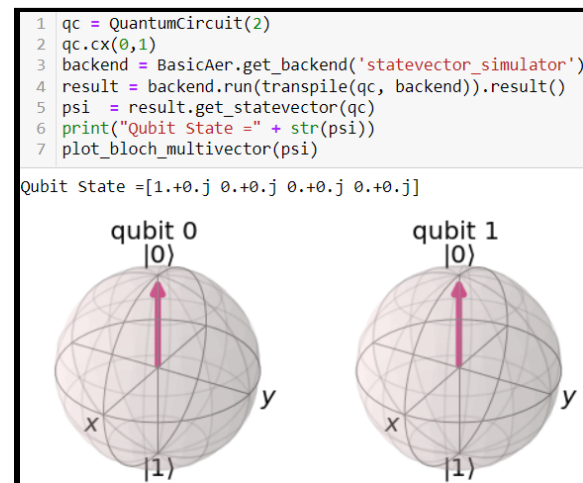 1 qc = QuantumCircuit(2)
2 qc.cx(0,1)
3 backend = BasicAer.get_backend('statevector_simulator')
4 result = backend.run(transpile(qc, backend)).result()
5 psi  = result.get_statevector(qc)
6 print("Qubit State =" + str(psi))
7 plot_bloch_multivector(psi)
Qubit State =[1.+0.j 0.+0.j 0.+0.j 0.+0.j]
qubit 0 qubit 1
|0⟩ |0⟩
x y x y
|1⟩ |1⟩